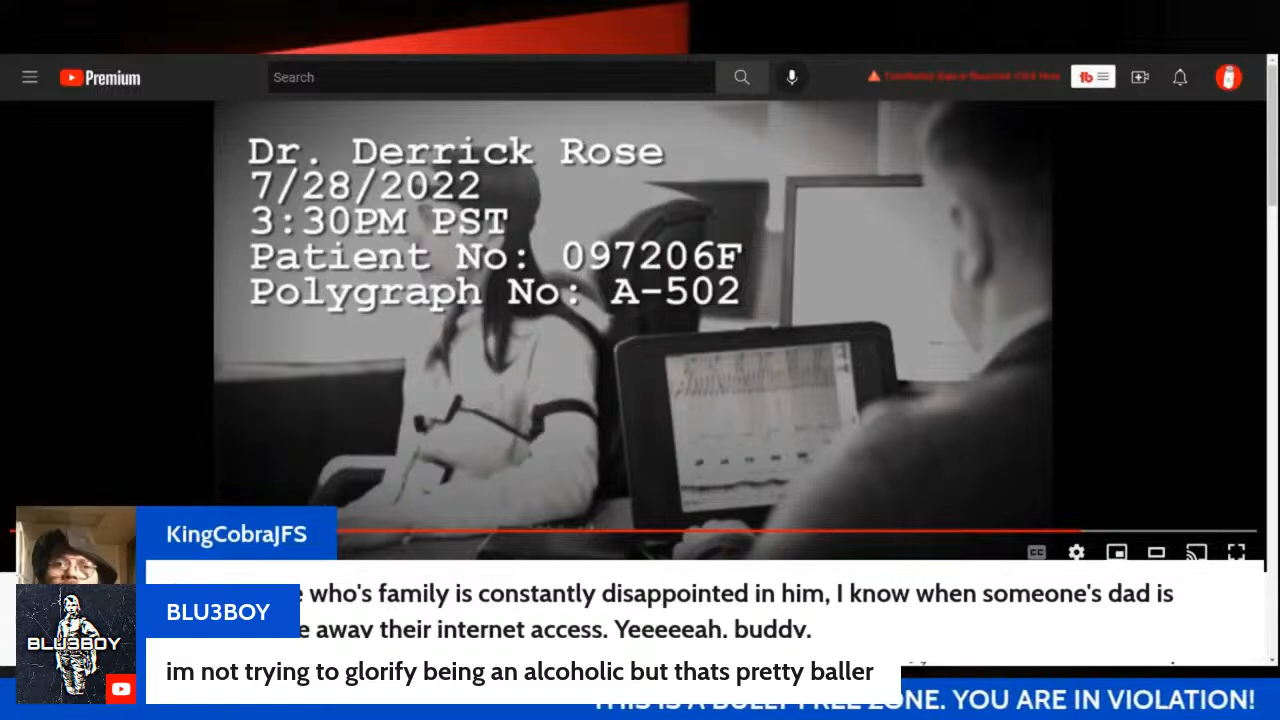 Premium
Search
Dr. Derrick Rose
7/28/2022
3:30PM PST
Patient No: 097206F
Polygraph No: A-502
KingCobraJFS
who's family is constantly disappointed in him, I know when someone's dad is
away their internet access. Yeeeeeah, buddy.
BLU3BOY
BLU3BOY
im not trying to glorify being an alcoholic but thats pretty baller
THIS IS A BULLY FREE ZONE. YOU ARE IN VIOLATION!